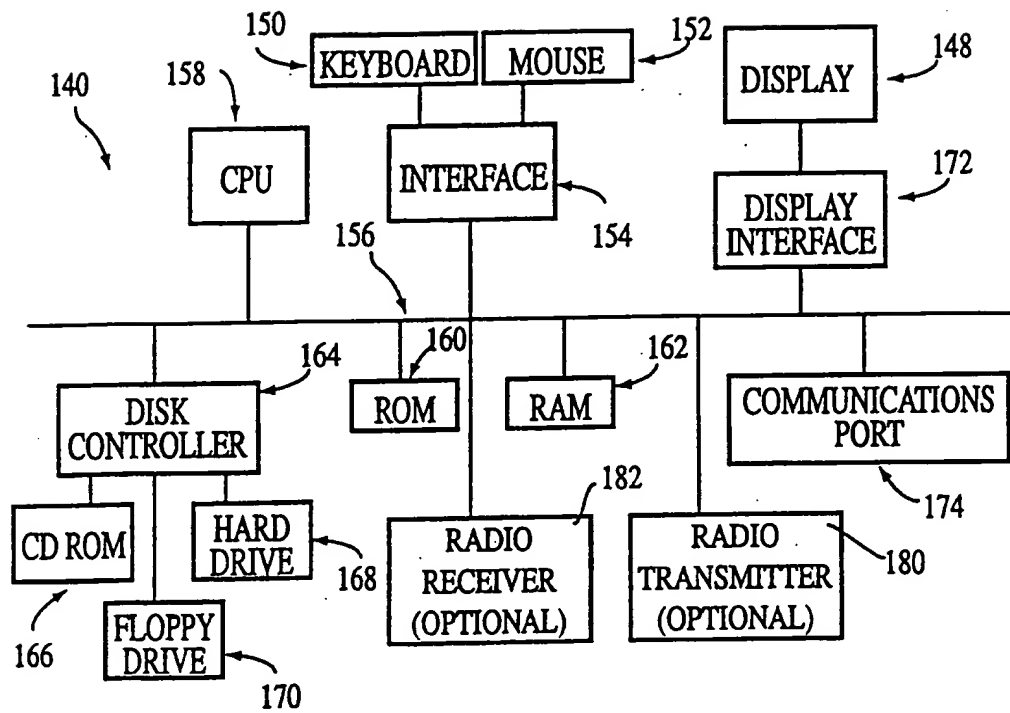 150
KEYBOARD
MOUSE
152
DISPLAY
148
158
140
CPU
INTERFACE
154
172
DISPLAY
INTERFACE
156
164
160
162
DISK
CONTROLLER
ROM
RAM
COMMUNICATIONS
PORT
174
CD ROM
166
HARD
DRIVE
168
182
RADIO
RECEIVER
(OPTIONAL)
RADIO
TRANSMITTER
(OPTIONAL)
180
FLOPPY
DRIVE
170